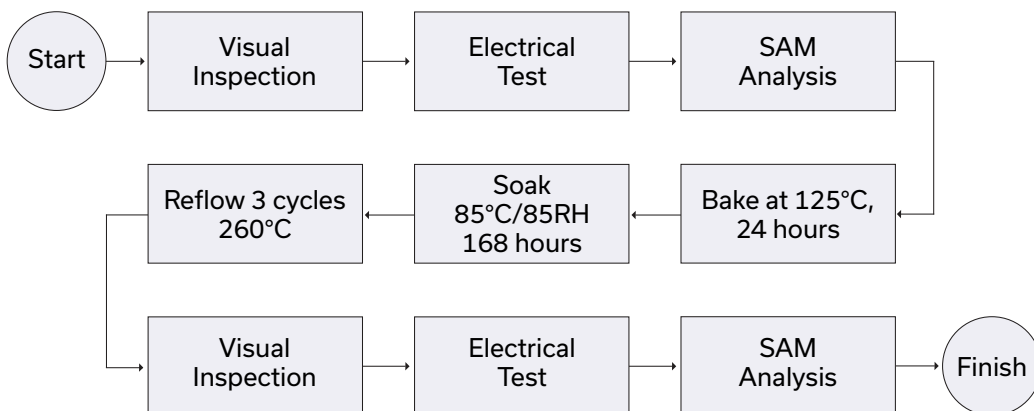 Start
Visual
Inspection
Electrical
Test
SAM
Analysis
Bake at 125°C,
24 hours
Soak
85°C/85RH
168 hours
Reflow 3 cycles
260°C
Visual
Inspection
Electrical
Test
SAM
Analysis
Finish